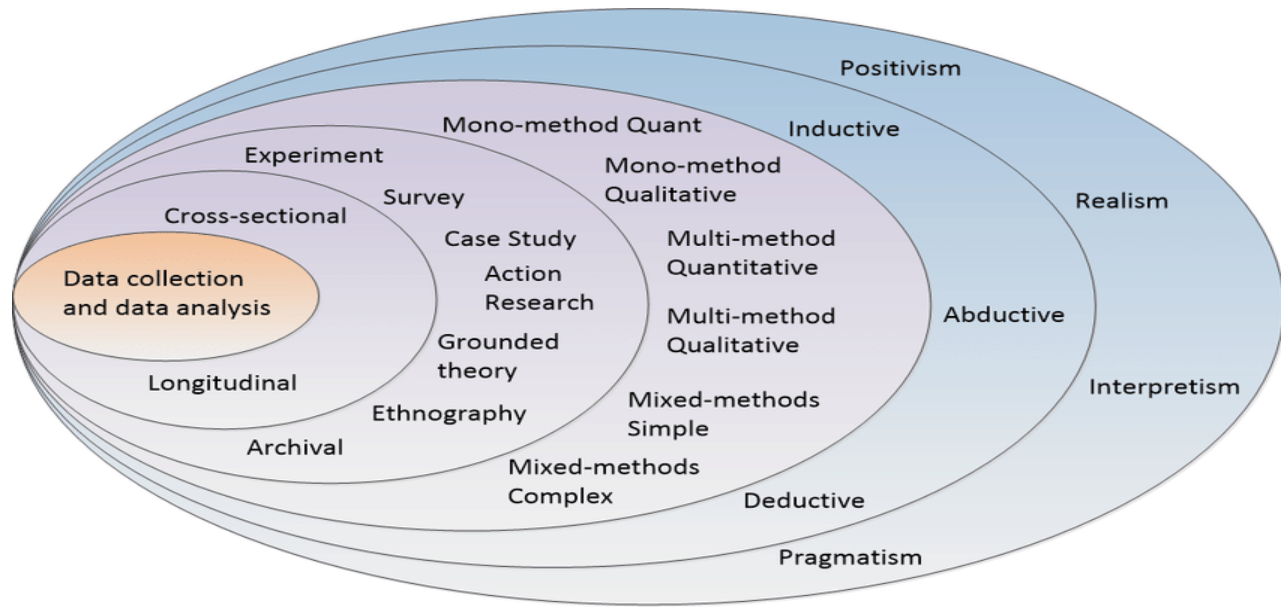 Positivism
Mono-method Quant
Inductive
Experiment
Mono-method
Qualitative
Survey
Realism
Cross-sectional
Case Study
Multi-method
Quantitative
Data collection
and data analysis
Action
Research
Multi-method
Qualitative
Abductive
Grounded
theory
Longitudinal
Interpretism
Ethnography
Mixed-methods
Simple
Archival
Mixed-methods
Complex
Deductive
Pragmatism